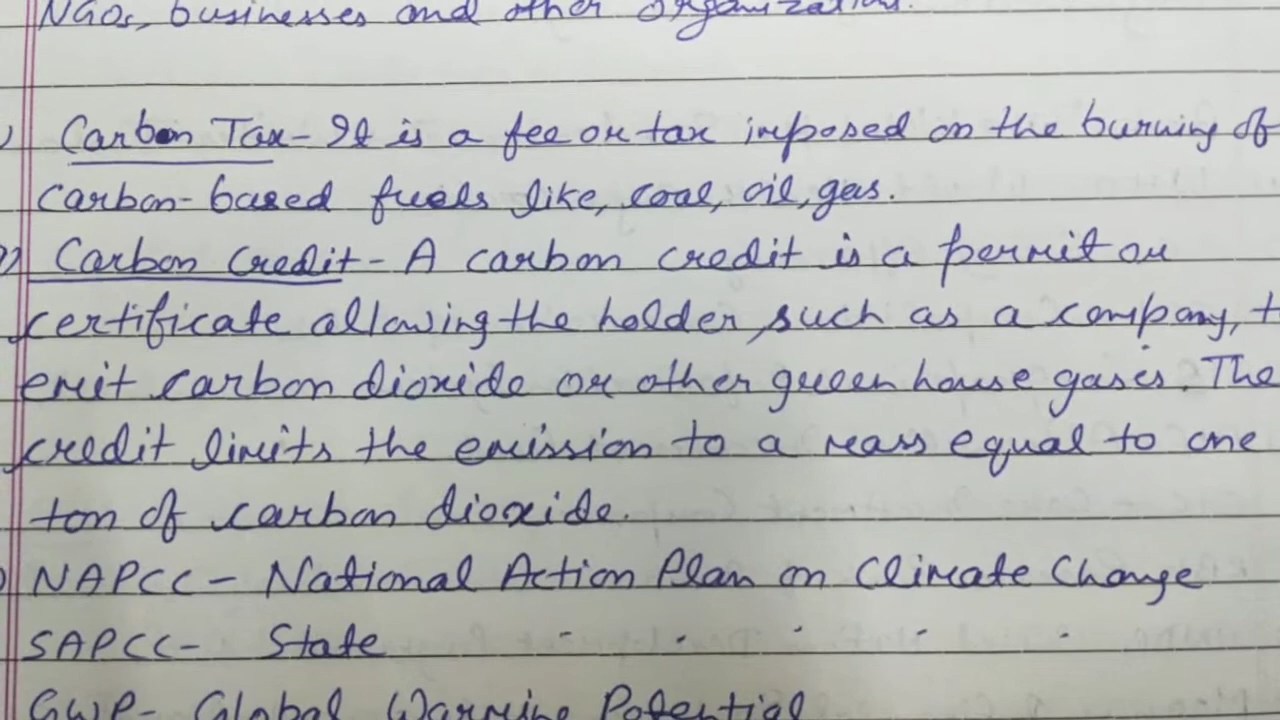 NGOs, businesses and other organizations.
) Carbon Tax - It is a fee or tax imposed on the burning of
carbon-based fuels like, coal, oil, gas.
2) Carbon Credit - A carbon credit is a permit or
certificate allowing the holder, such as a company, t
emit carbon dioxide or other green house gases. The
credit limits the emission to a mass equal to one
ton of carbon dioxide.
) NAPCC - National Action Plan on Climate Change
SAPCC - State - - - - -
GWP - Global Warming Potential